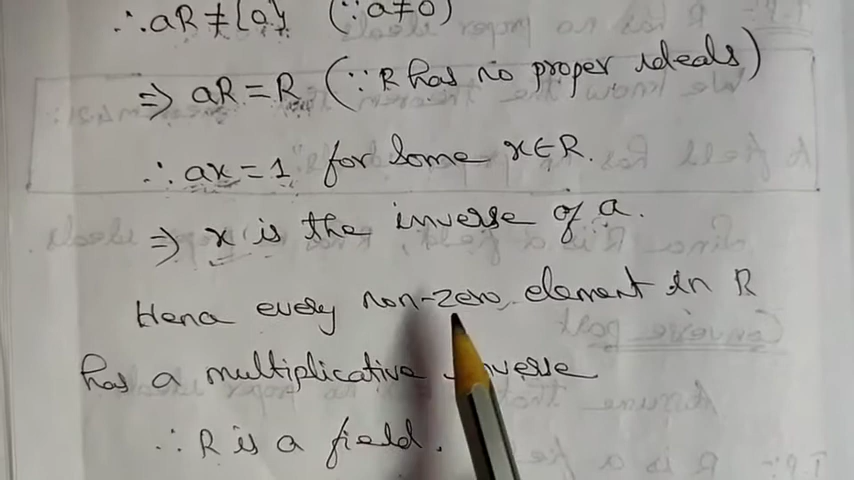 ∴ aR ≠ {0} (∵ a ≠ 0)
⇒ aR = R (∵ R has no proper ideals)
∴ ax = 1 for some x ∈ R.
⇒ x is the inverse of a.
Hence every non-zero element in R
has a multiplicative inverse
∴ R is a field.